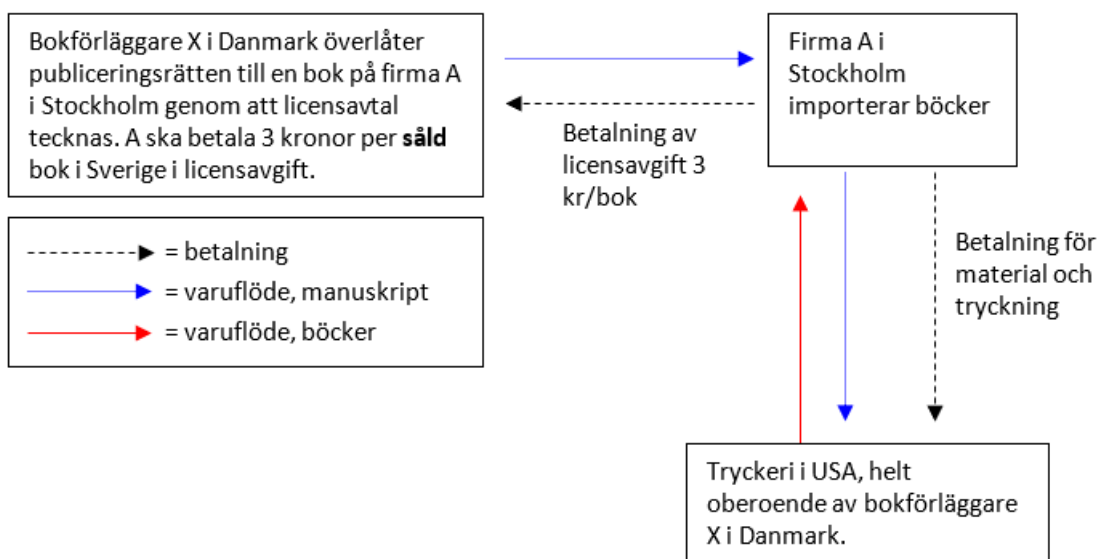 Bokförläggare X i Danmark överlåter
publiceringsrätten till en bok på firma A
i Stockholm genom att licensavtal
tecknas. A ska betala 3 kronor per såld
bok i Sverige i licensavgift.
Firma A i
Stockholm
importerar böcker
Betalning av
licensavgift 3
kr/bok
= betalning
= varuflöde, manuskript
= varuflöde, böcker
Betalning för
material och
tryckning
Tryckeri i USA, helt
oberoende av bokförläggare
X i Danmark.